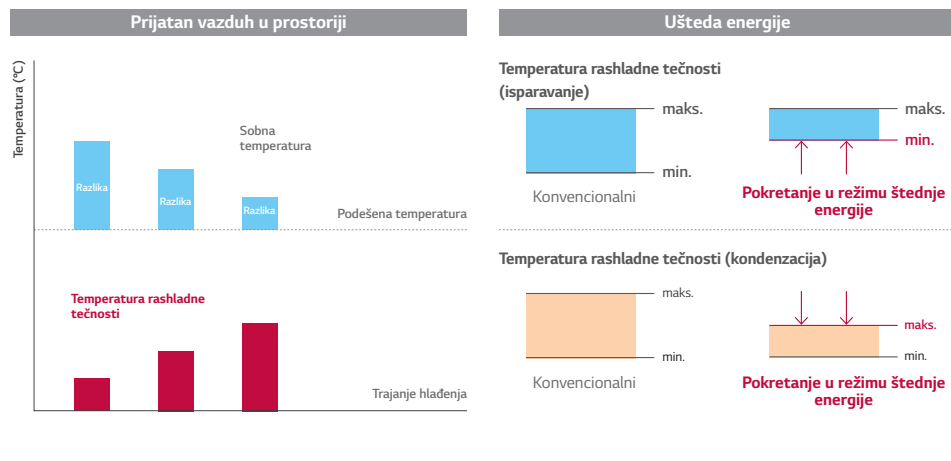 Prijatan vazduh u prostoriji
Temperatura (°C)
Sobna
temperatura
Razlika
Razlika
Razlika
Podešena temperatura
Temperatura rashladne
tečnosti
Trajanje hlađenja
Ušteda energije
Temperatura rashladne tečnosti
(isparavanje)
maks.
min.
Konvencionalni
maks.
min.
Pokretanje u režimu štednje
energije
Temperatura rashladne tečnosti (kondenzacija)
maks.
min.
Konvencionalni
maks.
min.
Pokretanje u režimu štednje
energije